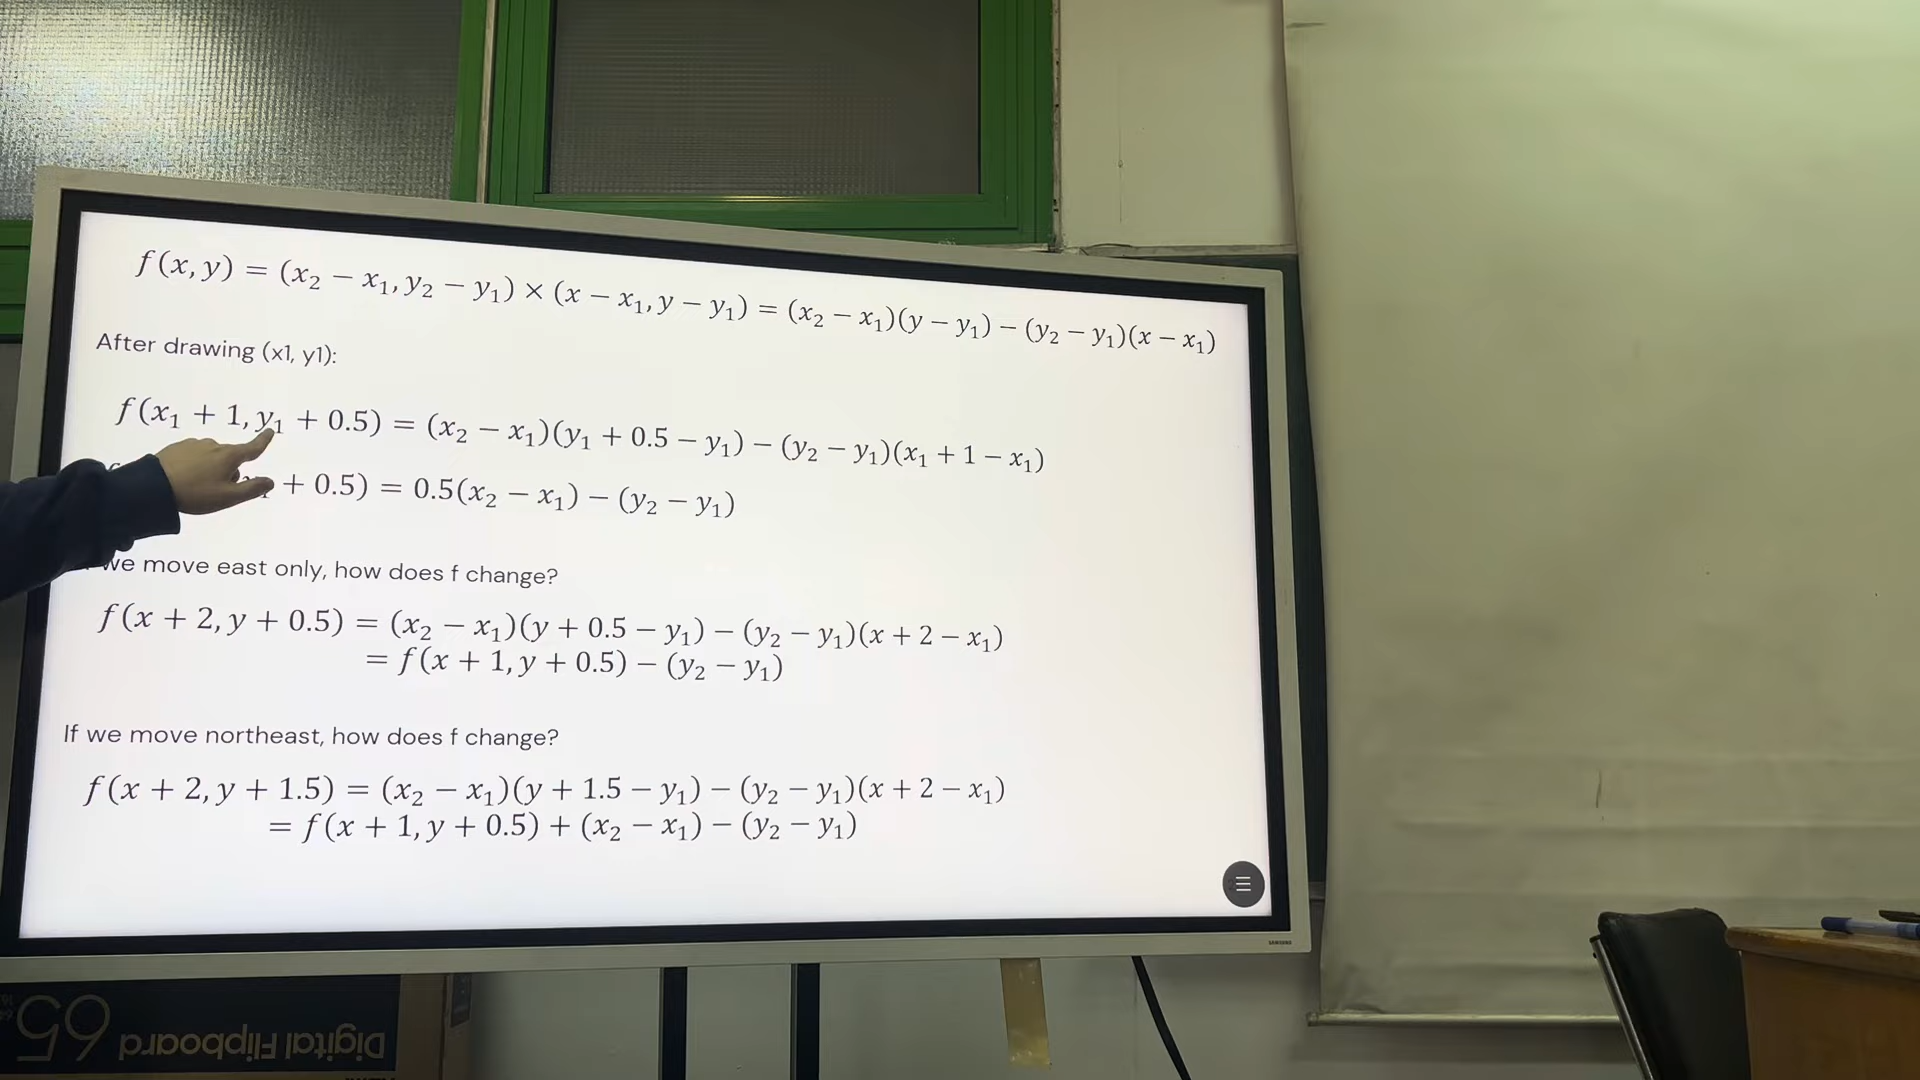 f(x, y) = (x₂ − x₁, y₂ − y₁) × (x − x₁, y − y₁) = (x₂ − x₁)(y − y₁) − (y₂ − y₁)(x − x₁)
After drawing (x1, y1):
f(x₁ + 1, y₁ + 0.5) = (x₂ − x₁)(y₁ + 0.5 − y₁) − (y₂ − y₁)(x₁ + 1 − x₁)
+ 0.5) = 0.5(x₂ − x₁) − (y₂ − y₁)
we move east only, how does f change?
f(x + 2, y + 0.5) = (x₂ − x₁)(y + 0.5 − y₁) − (y₂ − y₁)(x + 2 − x₁)
= f(x + 1, y + 0.5) − (y₂ − y₁)
If we move northeast, how does f change?
f(x + 2, y + 1.5) = (x₂ − x₁)(y + 1.5 − y₁) − (y₂ − y₁)(x + 2 − x₁)
= f(x + 1, y + 0.5) + (x₂ − x₁) − (y₂ − y₁)
SAMSUNG
65 Digital Flipboard